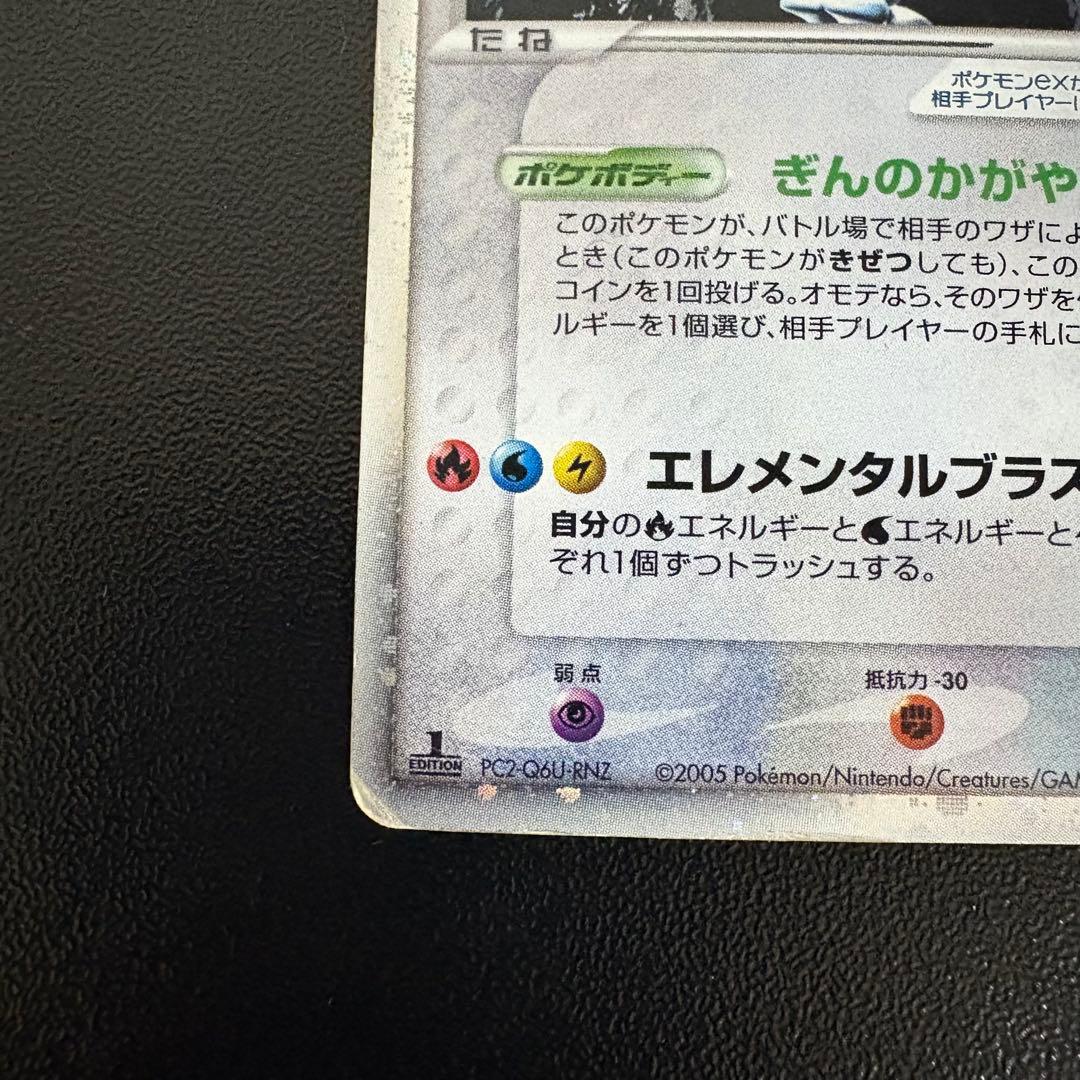 たね
ポケモンex
相手プレイヤー
ポケボディー ぎんのかがや
このポケモンが、バトル場で相手のワザによ
とき（このポケモンがきぜつしても）、この
コインを1回投げる。オモテなら、そのワザを
ルギーを1個選び、相手プレイヤーの手札に
エレメンタルブラス
自分のエネルギーとエネルギーと
ぞれ1個ずつトラッシュする。
弱点 抵抗力 -30
1 EDITION PC2-Q6U-RNZ ©2005 Pokémon/Nintendo/Creatures/GA